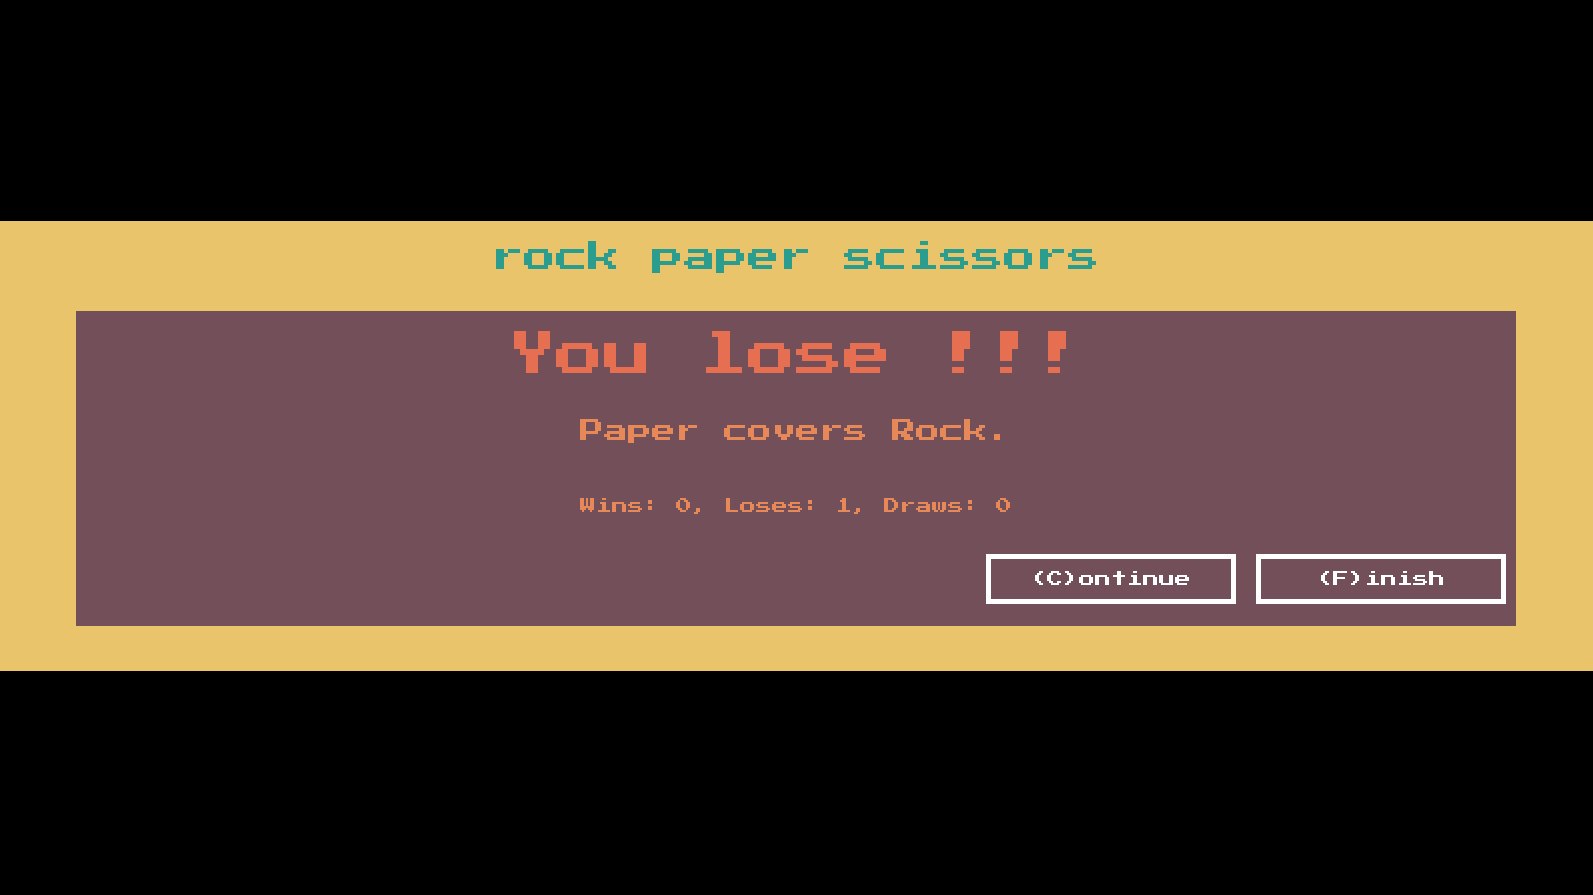 rock paper scissors
You lose !!!
Paper covers Rock.
Wins: 0, Loses: 1, Draws: 0
(C)ontinue (F)inish